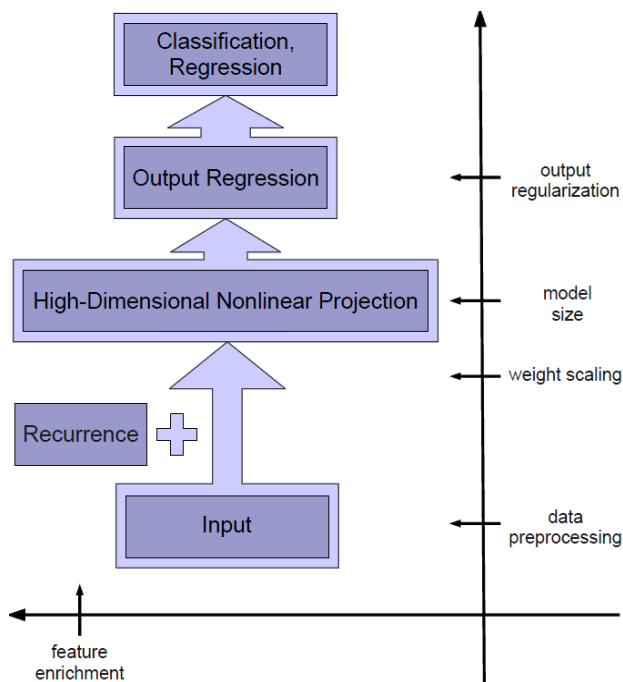 Classification,
Regression
Output Regression
output
regularization
High-Dimensional Nonlinear Projection
model
size
weight scaling
Recurrence
Input
data
preprocessing
feature
enrichment